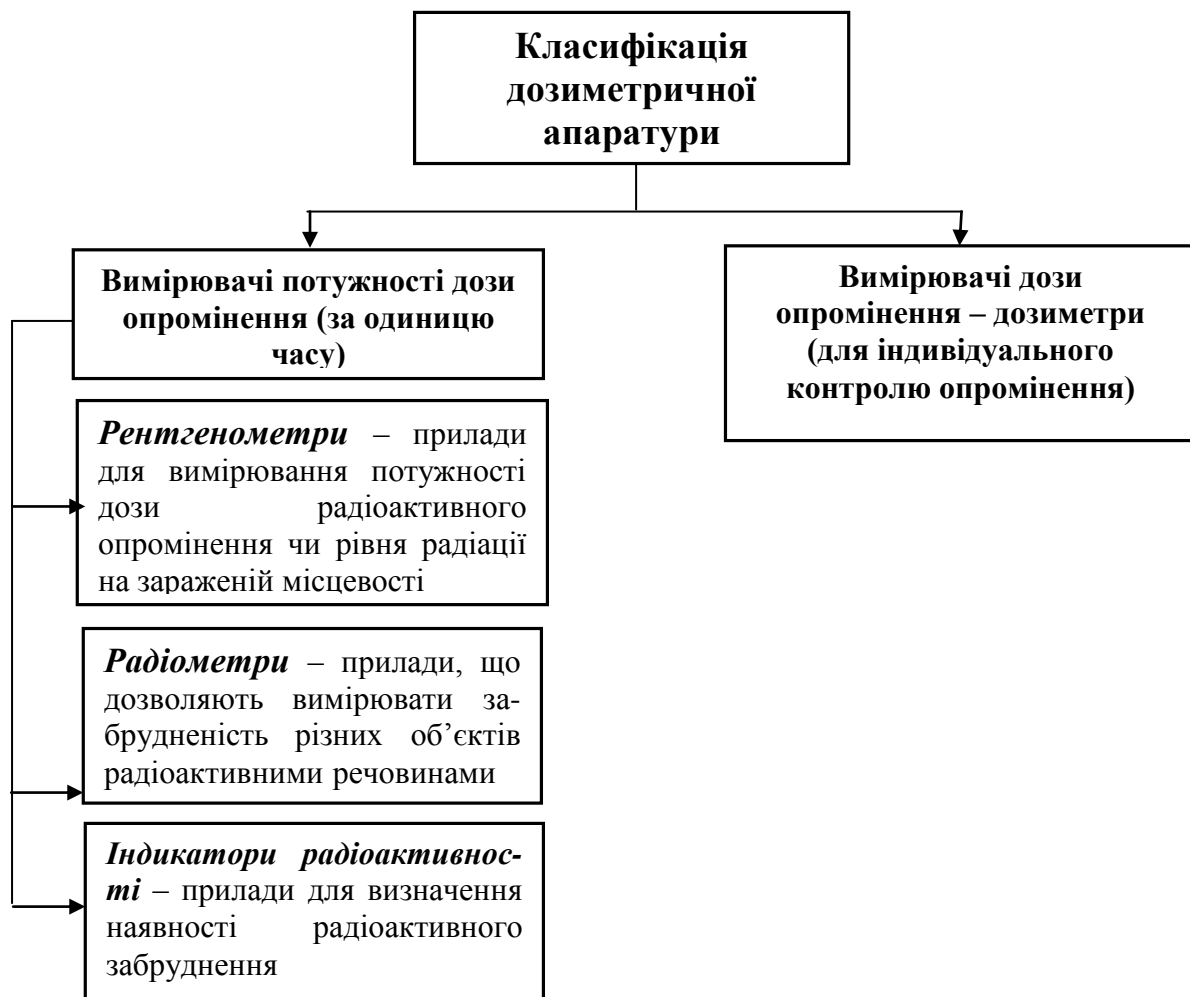 Класифікація
дозиметричної
апаратури
Вимірювачі потужності дози
опромінення (за одиницю
часу)
Вимірювачі дози
опромінення – дозиметри
(для індивідуального
контролю опромінення)
Рентгенометри – прилади
для вимірювання потужності
дози радіоактивного
опромінення чи рівня радіації
на зараженій місцевості
Радіометри – прилади, що
дозволяють вимірювати за-
брудненість різних об’єктів
радіоактивними речовинами
Індикатори радіоактивнос-
ті – прилади для визначення
наявності радіоактивного
забруднення